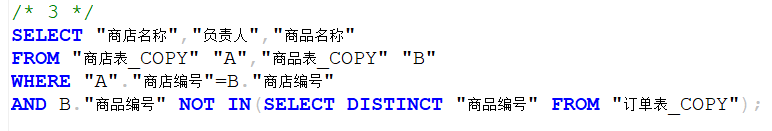 /* 3 */
SELECT "商店名称","负责人","商品名称"
FROM "商店表_COPY" "A","商品表_COPY" "B"
WHERE "A"."商店编号"=B."商店编号"
AND B."商品编号" NOT IN(SELECT DISTINCT "商品编号" FROM "订单表_COPY");